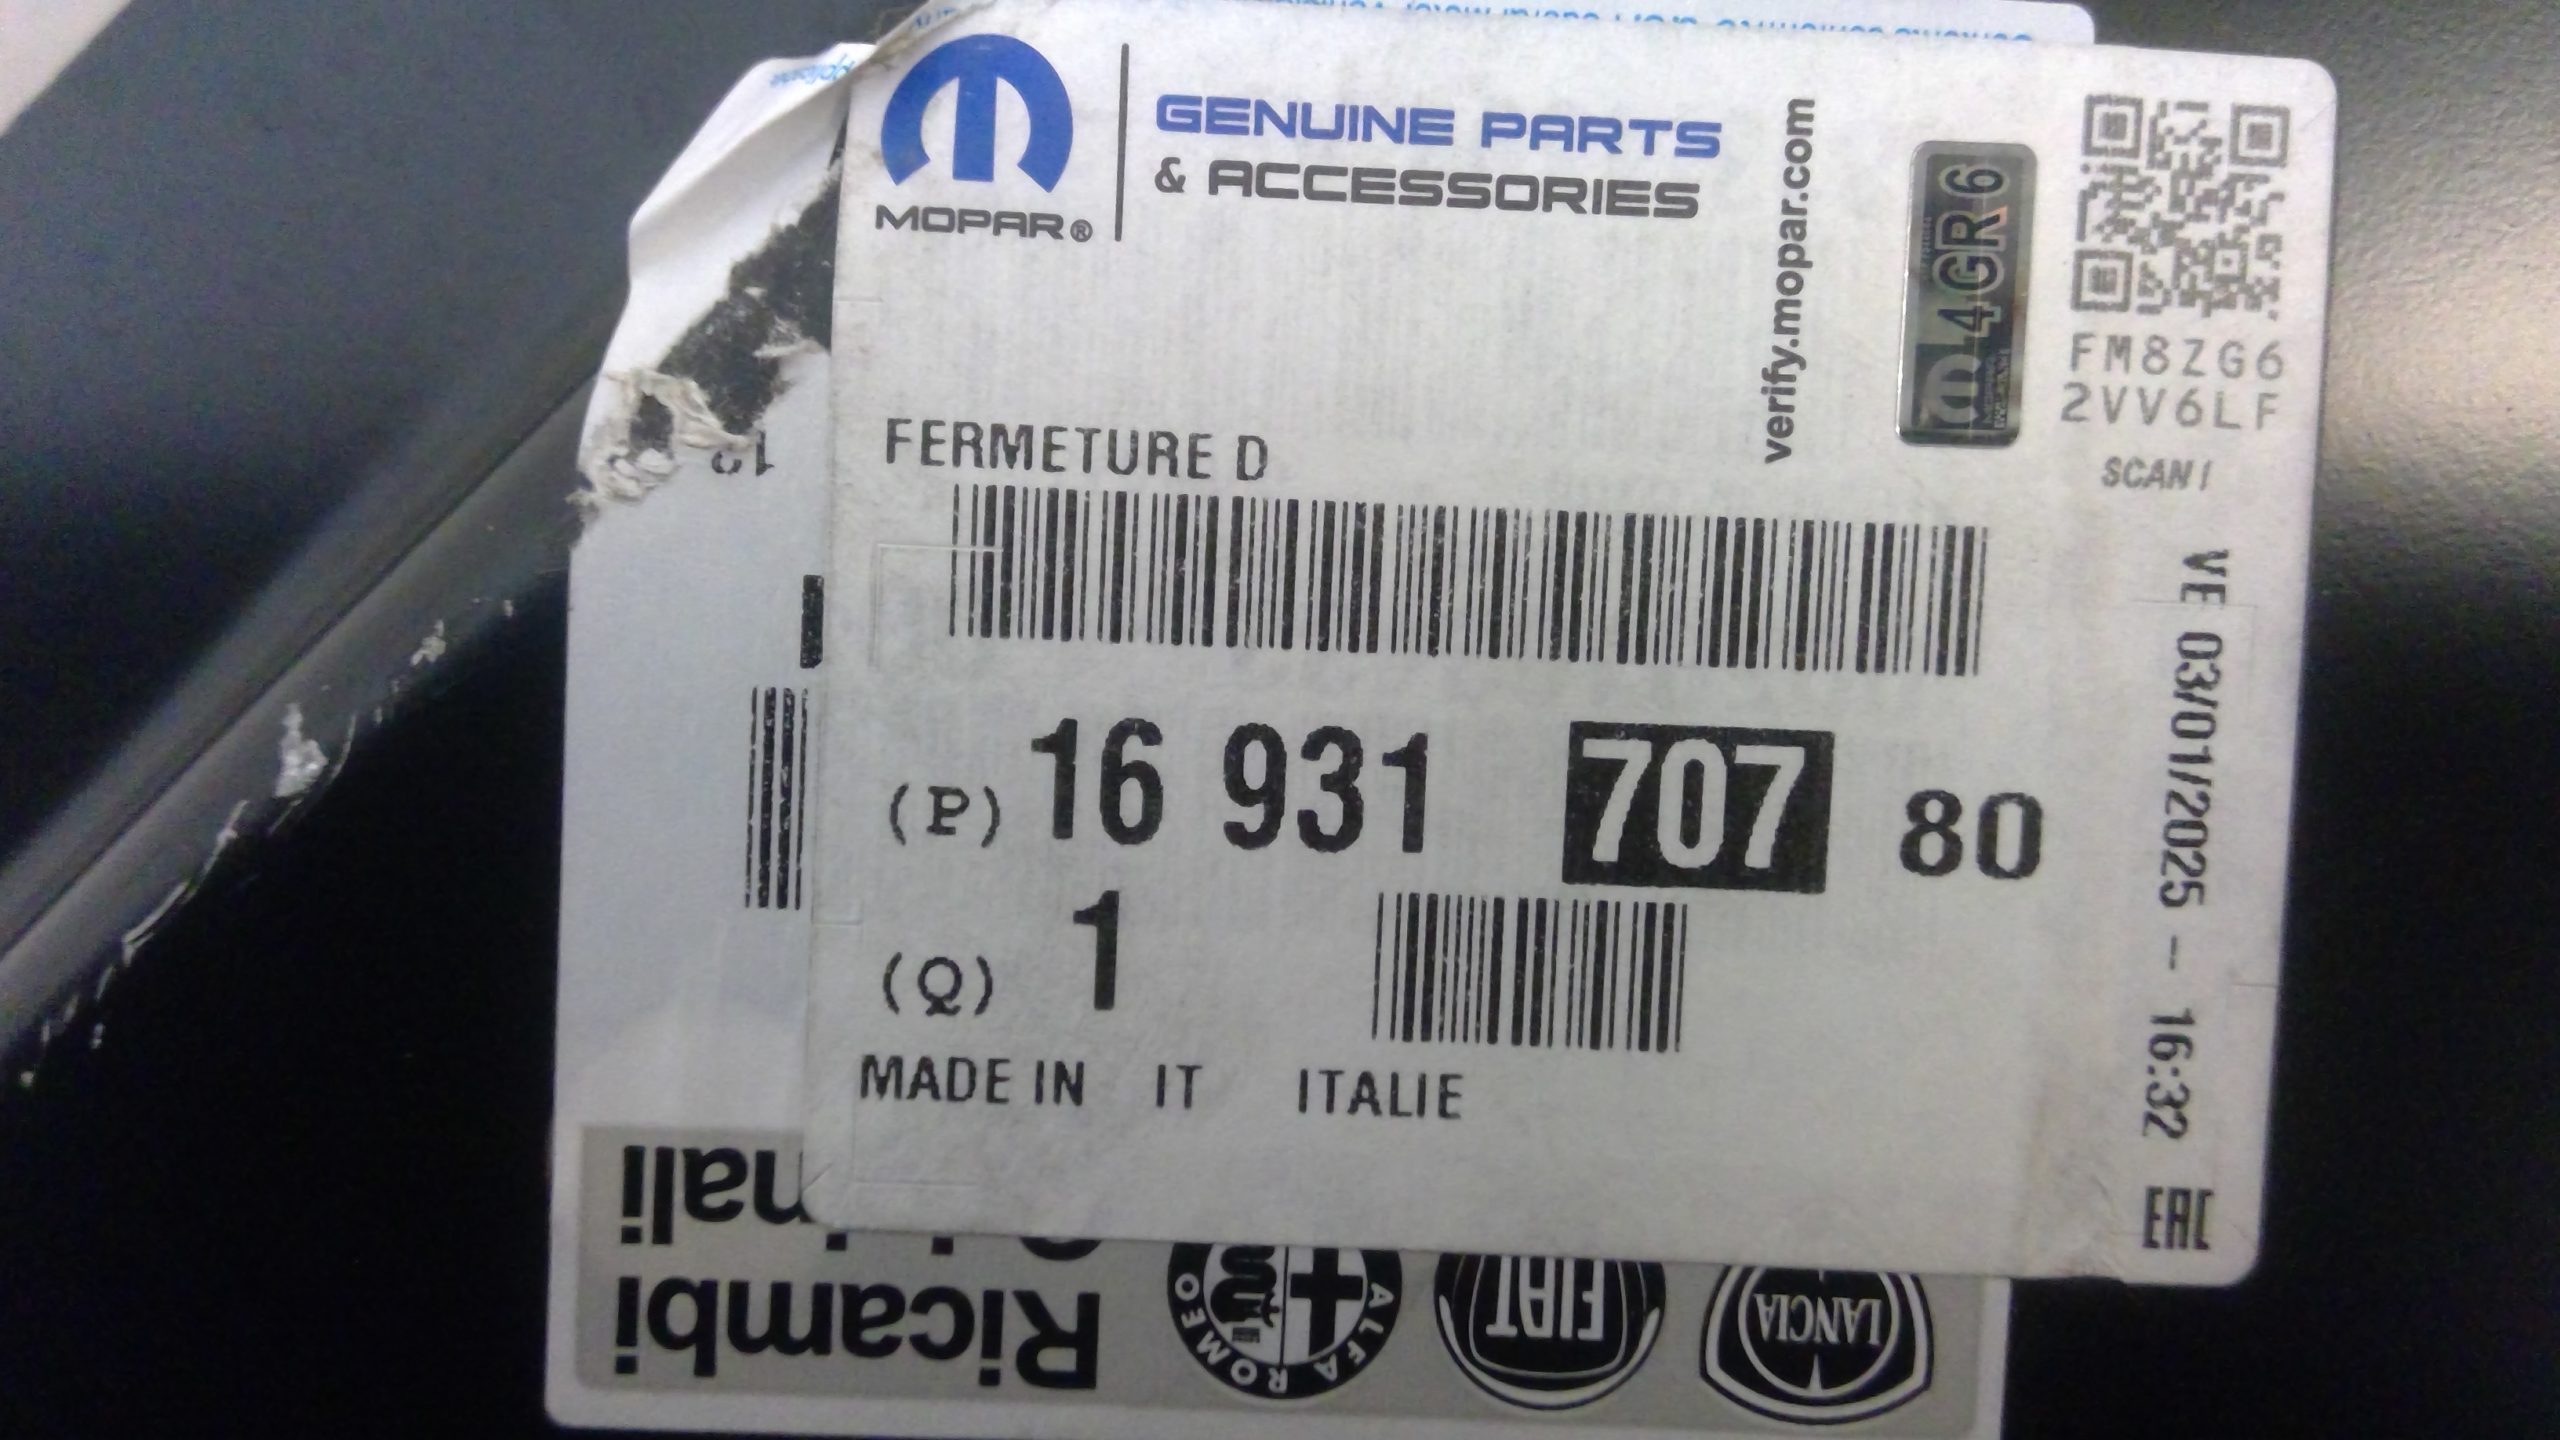 MOPAR®
GENUINE PARTS
& ACCESSORIES
verify.mopar.com
4GR6
FM8ZG6
2VV6LF
SCAN !
FERMETURE D
VE 03/01/2025 - 16:32
EAC
(P) 16 931 707 80
(Q) 1
MADE IN IT ITALIE
Ricambi
ALFA ROMEO
FIAT
LANCIA